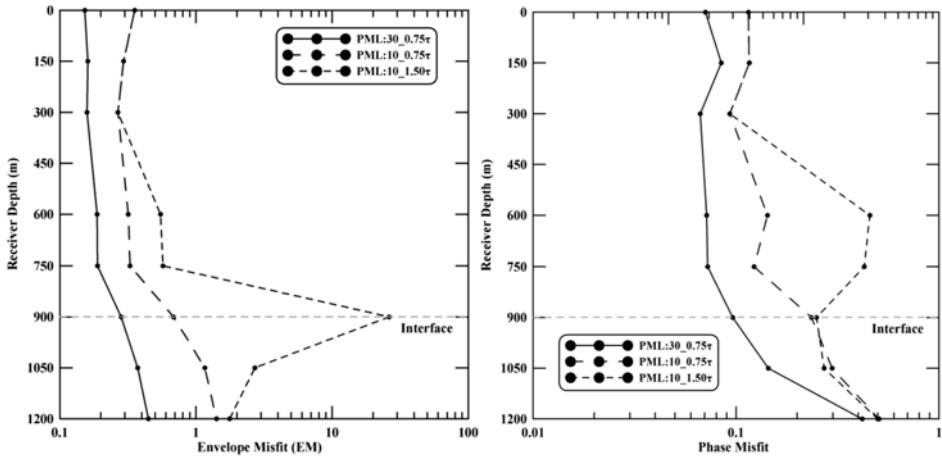 PML:30_0.75τ
PML:10_0.75τ
PML:10_1.50τ
Receiver Depth (m)
0
150
300
450
600
750
900
1050
1200
Interface
0.1
1
10
100
Envelope Misfit (EM)
Receiver Depth (m)
0
150
300
450
600
750
900
1050
1200
Interface
PML:30_0.75τ
PML:10_0.75τ
PML:10_1.50τ
0.01
0.1
1
Phase Misfit